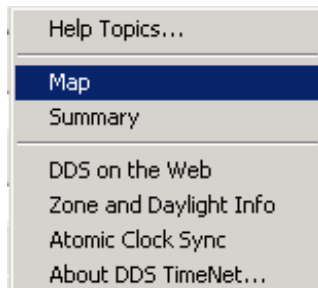 Help Topics...
Map
Summary
DDS on the Web
Zone and Daylight Info
Atomic Clock Sync
About DDS TimeNet...